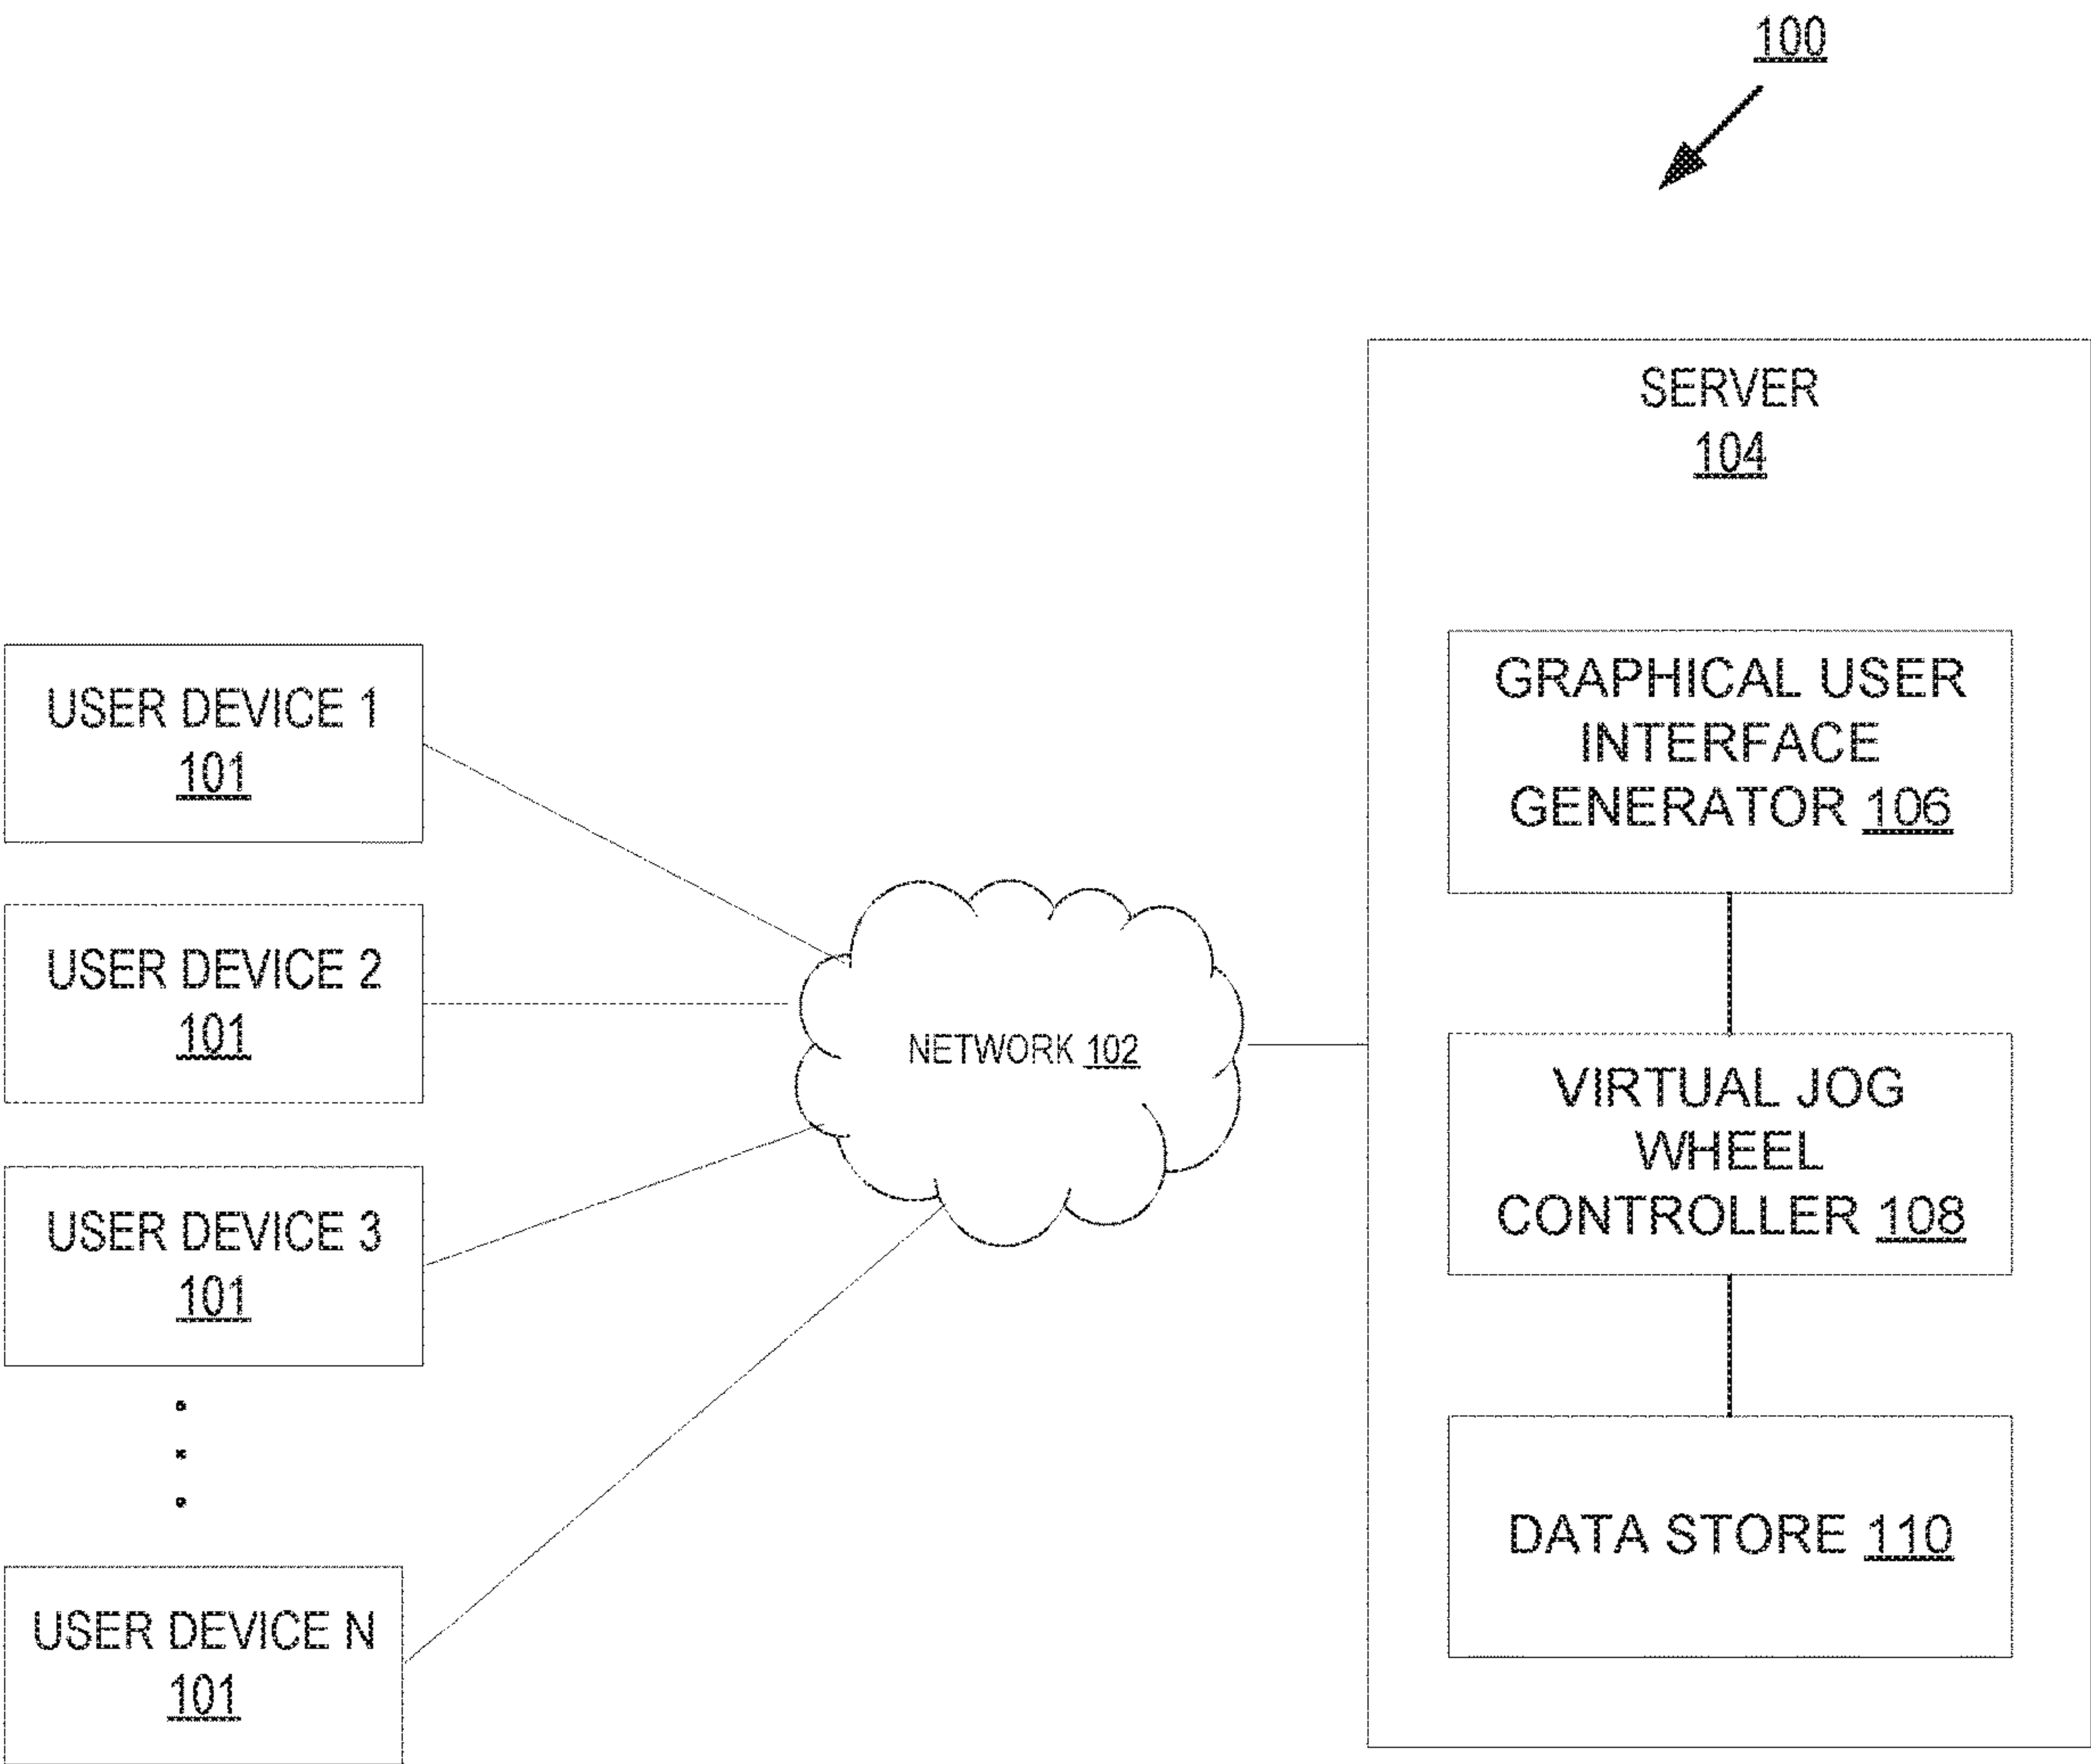 100
SERVER
104
GRAPHICAL USER
INTERFACE
GENERATOR 106
USER DEVICE 1
101
USER DEVICE 2
101
USER DEVICE 3
101
USER DEVICE N
101
NETWORK 102
VIRTUAL JOG
WHEEL
CONTROLLER 108
DATA STORE 110